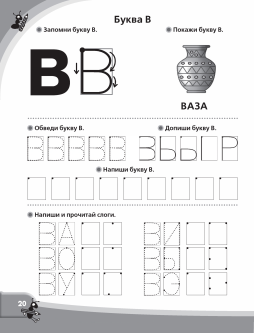 Буква В
Запомни букву В. Покажи букву В.
В В
ВАЗА
Обведи букву В. Допиши букву В.
В В В В В
Напиши букву В.
Напиши и прочитай слоги.
ВА ВИ
ВО ВЫ
ВУ ВЭ
20